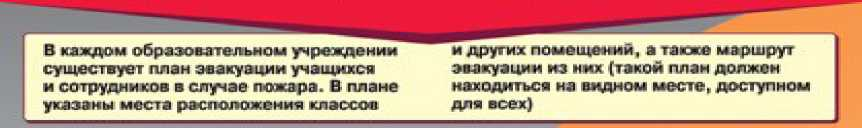 В каждом образовательном учреждении
существует план эвакуации учащихся
и сотрудников в случае пожара. В плане
указаны места расположения классов
и других помещений, а также маршрут
эвакуации из них (такой план должен
находиться на видном месте, доступном
для всех)